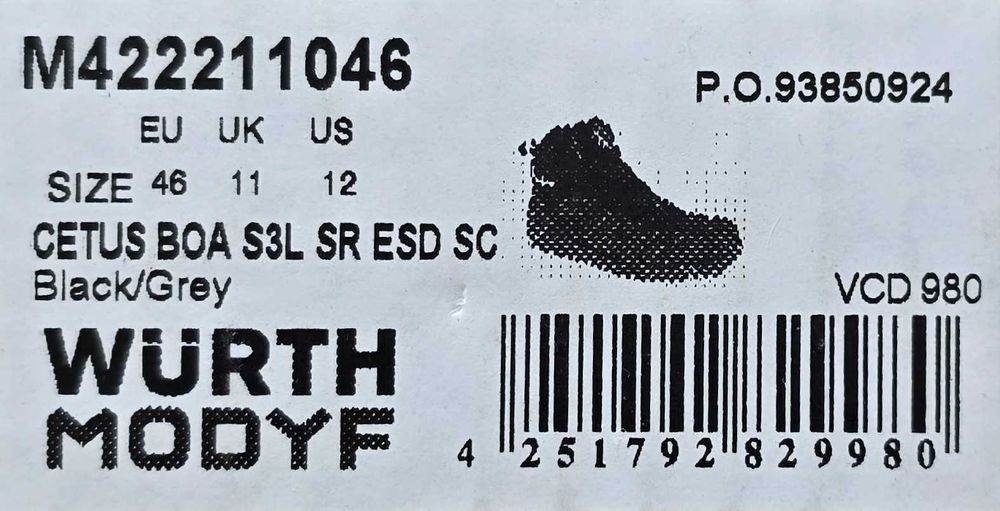 M422211046
P.O.93850924
EU UK US
SIZE 46 11 12
CETUS BOA S3L SR ESD SC
Black/Grey
VCD 980
WÜRTH
MODYF
4 251792 829980